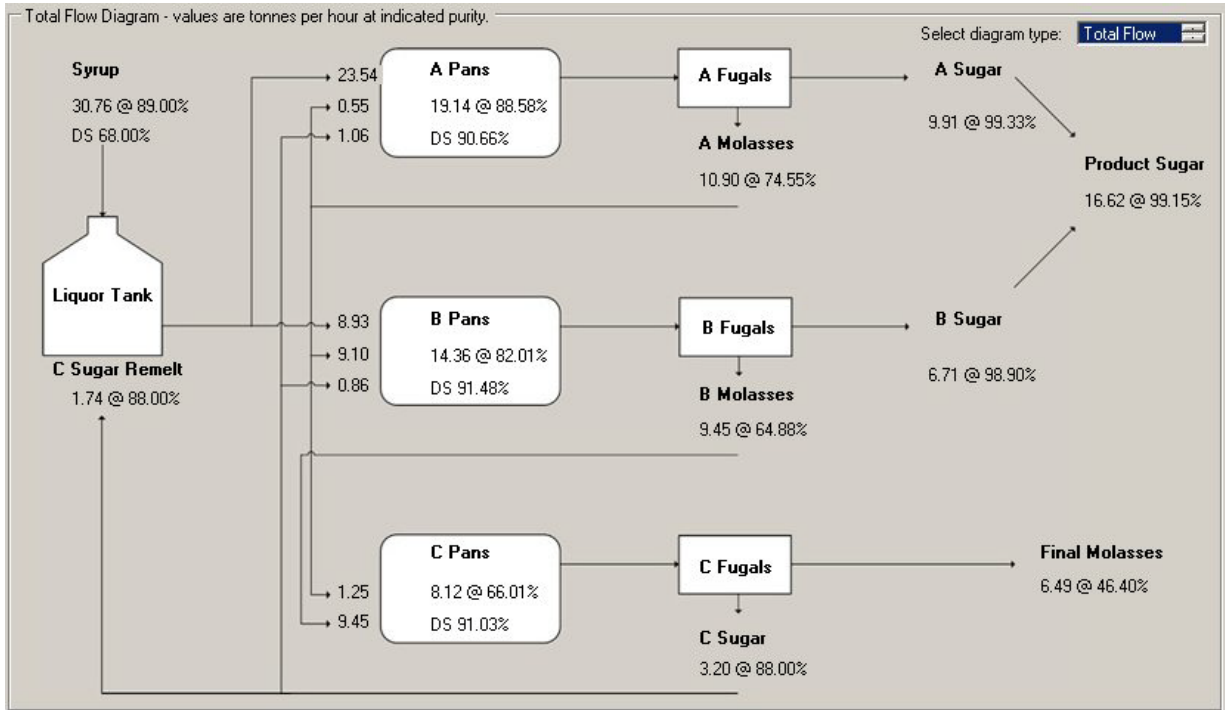 Total Flow Diagram - values are tonnes per hour at indicated purity.
Select diagram type: Total Flow
Syrup
30.76 @ 89.00%
DS 68.00%
Liquor Tank
C Sugar Remelt
1.74 @ 88.00%
23.54
0.55
1.06
A Pans
19.14 @ 88.58%
DS 90.66%
A Fugals
A Molasses
10.90 @ 74.55%
A Sugar
9.91 @ 99.33%
Product Sugar
16.62 @ 99.15%
8.93
9.10
0.86
B Pans
14.36 @ 82.01%
DS 91.48%
B Fugals
B Molasses
9.45 @ 64.88%
B Sugar
6.71 @ 98.90%
1.25
9.45
C Pans
8.12 @ 66.01%
DS 91.03%
C Fugals
C Sugar
3.20 @ 88.00%
Final Molasses
6.49 @ 46.40%